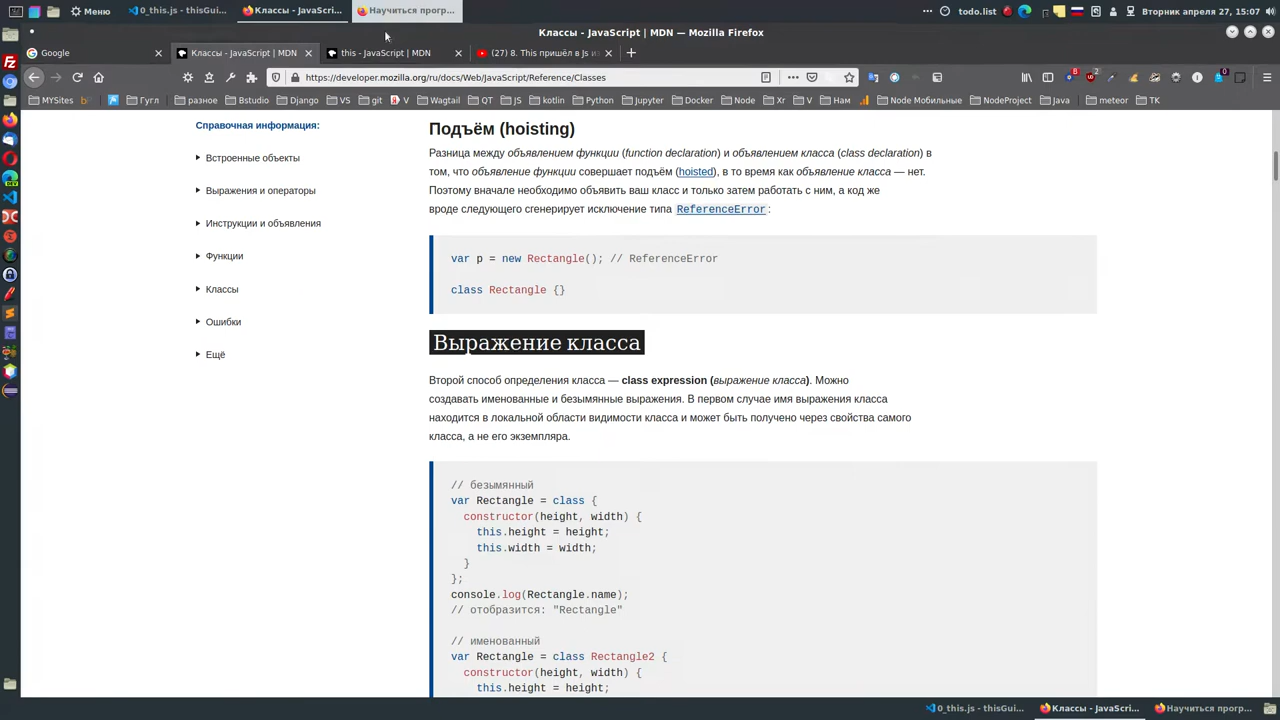 Меню
0_this.js - thisGui...
Классы - JavaScri...
Научиться прогр...
todo.list
Вторник апреля 27, 15:07
Классы - JavaScript | MDN — Mozilla Firefox
Google
Классы - JavaScript | MDN
this - JavaScript | MDN
(27) 8. This пришёл в Js из
https://developer.mozilla.org/ru/docs/Web/JavaScript/Reference/Classes
MYSites
Гугл
разное
Bstudio
Django
VS
git
V
Wagtail
QT
JS
kotlin
Python
Jupyter
Docker
Node
Xr
V
Нам
Node Мобильные
NodeProject
Java
meteor
TK
Справочная информация:
Встроенные объекты
Выражения и операторы
Инструкции и объявления
Функции
Классы
Ошибки
Ещё
Подъём (hoisting)
Разница между объявлением функции (function declaration) и объявлением класса (class declaration) в
том, что объявление функции совершает подъём (hoisted), в то время как объявление класса — нет.
Поэтому вначале необходимо объявить ваш класс и только затем работать с ним, а код же
вроде следующего сгенерирует исключение типа ReferenceError:
var p = new Rectangle(); // ReferenceError
class Rectangle {}
Выражение класса
Второй способ определения класса — class expression (выражение класса). Можно
создавать именованные и безымянные выражения. В первом случае имя выражения класса
находится в локальной области видимости класса и может быть получено через свойства самого
класса, а не его экземпляра.
// безымянный
var Rectangle = class {
constructor(height, width) {
this.height = height;
this.width = width;
}
};
console.log(Rectangle.name);
// отобразится: "Rectangle"
// именованный
var Rectangle = class Rectangle2 {
constructor(height, width) {
this.height = height;
0_this.js - thisGui...
Классы - JavaScri...
Научиться прогр...